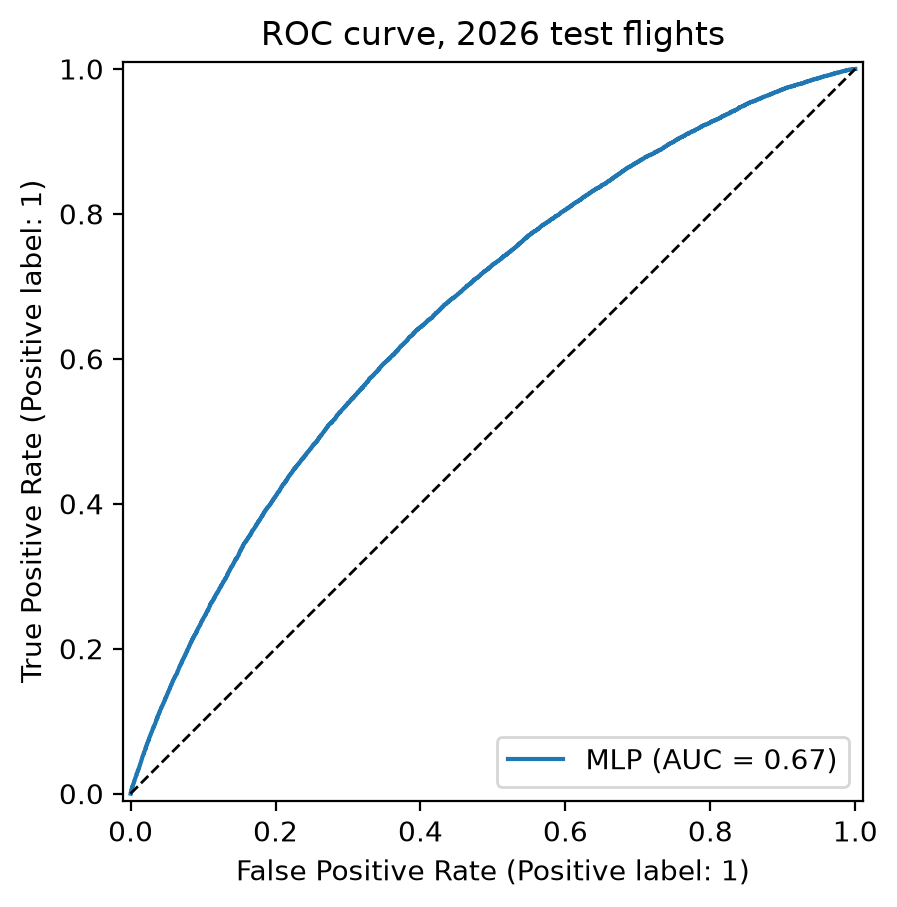 ROC curve, 2026 test flights
True Positive Rate (Positive label: 1)
1.0
0.8
0.6
0.4
0.2
0.0
MLP (AUC = 0.67)
0.0 0.2 0.4 0.6 0.8 1.0
False Positive Rate (Positive label: 1)